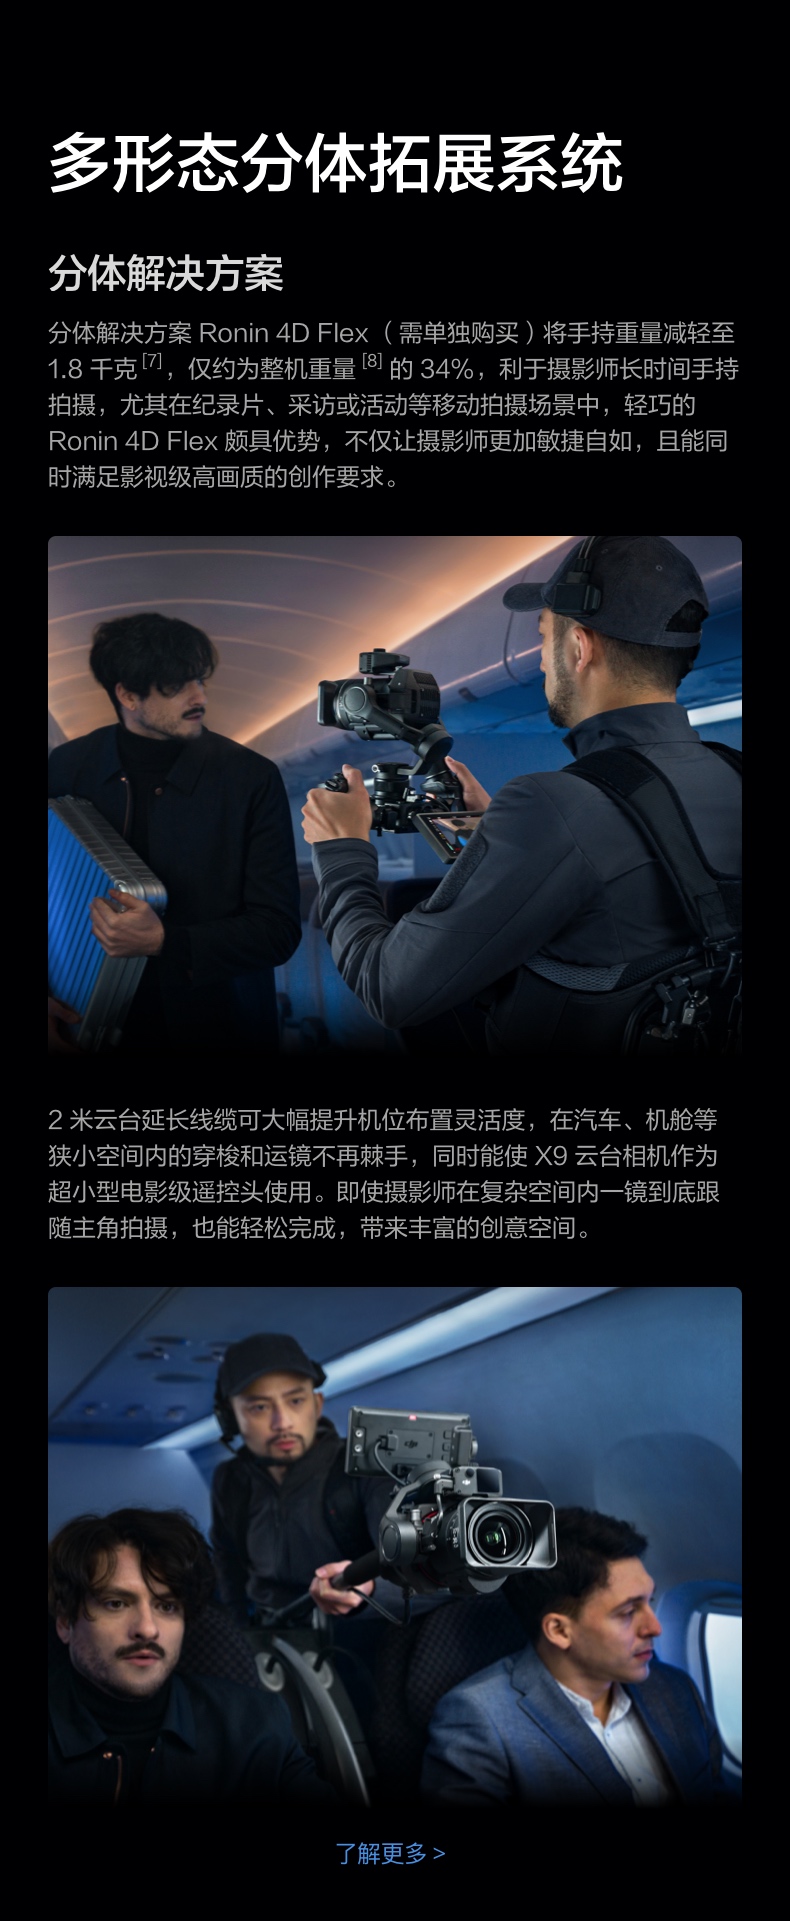 多形态分体拓展系统
分体解决方案
分体解决方案 Ronin 4D Flex（需单独购买）将手持重量减轻至
1.8 千克 [7]，仅约为整机重量 [8] 的 34%，利于摄影师长时间手持
拍摄，尤其在纪录片、采访或活动等移动拍摄场景中，轻巧的
Ronin 4D Flex 颇具优势，不仅让摄影师更加敏捷自如，且能同
时满足影视级高画质的创作要求。
2 米云台延长线缆可大幅提升机位布置灵活度，在汽车、机舱等
狭小空间内的穿梭和运镜不再棘手，同时能使 X9 云台相机作为
超小型电影级遥控头使用。即使摄影师在复杂空间内一镜到底跟
随主角拍摄，也能轻松完成，带来丰富的创意空间。
dji
了解更多 >